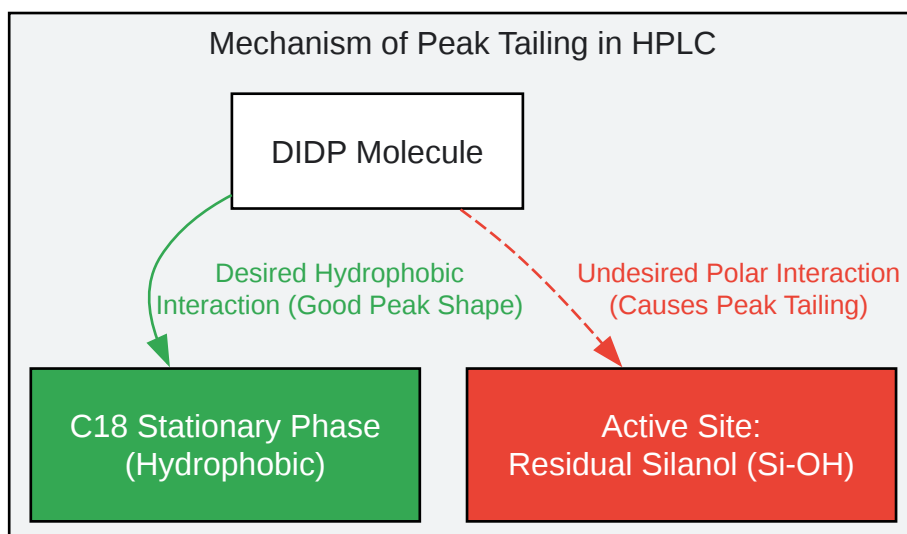 Mechanism of Peak Tailing in HPLC
DIDP Molecule
Desired Hydrophobic
Interaction (Good Peak Shape)
Undesired Polar Interaction
(Causes Peak Tailing)
C18 Stationary Phase
(Hydrophobic)
Active Site:
Residual Silanol (Si-OH)